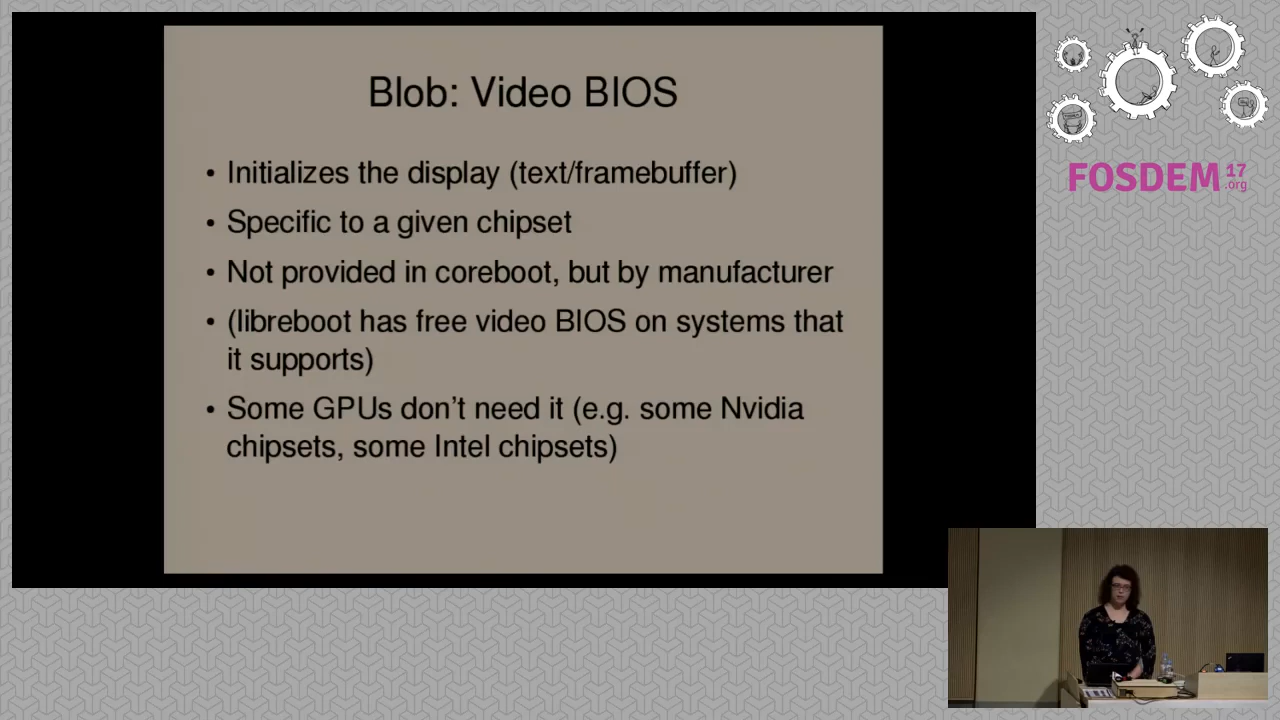 Blob: Video BIOS
• Initializes the display (text/framebuffer)
• Specific to a given chipset
• Not provided in coreboot, but by manufacturer
• (libreboot has free video BIOS on systems that
it supports)
• Some GPUs don't need it (e.g. some Nvidia
chipsets, some Intel chipsets)
FOSDEM 17
.org